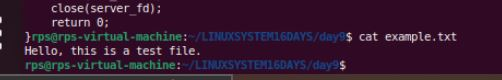 close(server_fd);
return 0;
}rps@rps-virtual-machine:~/LINUXSYSTEM16DAYS/day9$ cat example.txt
Hello, this is a test file.
rps@rps-virtual-machine:~/LINUXSYSTEM16DAYS/day9$